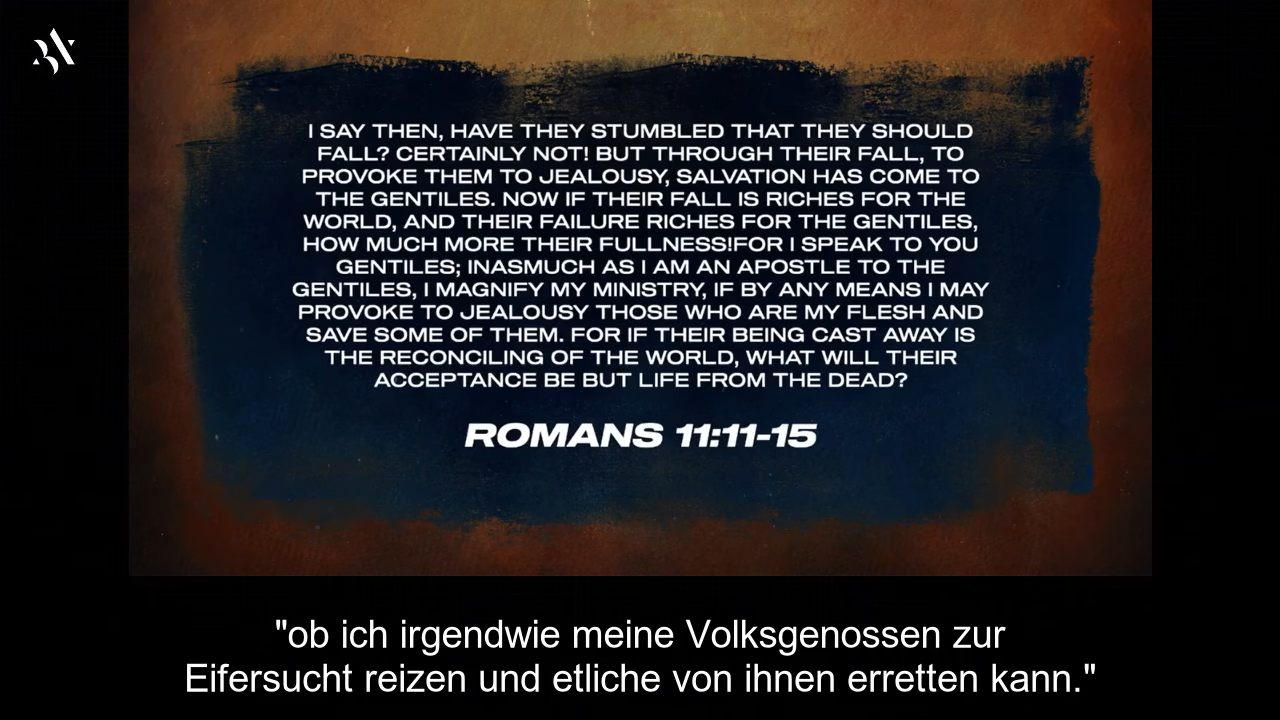 I SAY THEN, HAVE THEY STUMBLED THAT THEY SHOULD
FALL? CERTAINLY NOT! BUT THROUGH THEIR FALL, TO
PROVOKE THEM TO JEALOUSY, SALVATION HAS COME TO
THE GENTILES. NOW IF THEIR FALL IS RICHES FOR THE
WORLD, AND THEIR FAILURE RICHES FOR THE GENTILES,
HOW MUCH MORE THEIR FULLNESS!FOR I SPEAK TO YOU
GENTILES; INASMUCH AS I AM AN APOSTLE TO THE
GENTILES, I MAGNIFY MY MINISTRY, IF BY ANY MEANS I MAY
PROVOKE TO JEALOUSY THOSE WHO ARE MY FLESH AND
SAVE SOME OF THEM. FOR IF THEIR BEING CAST AWAY IS
THE RECONCILING OF THE WORLD, WHAT WILL THEIR
ACCEPTANCE BE BUT LIFE FROM THE DEAD?
ROMANS 11:11-15
"ob ich irgendwie meine Volksgenossen zur
Eifersucht reizen und etliche von ihnen erretten kann."